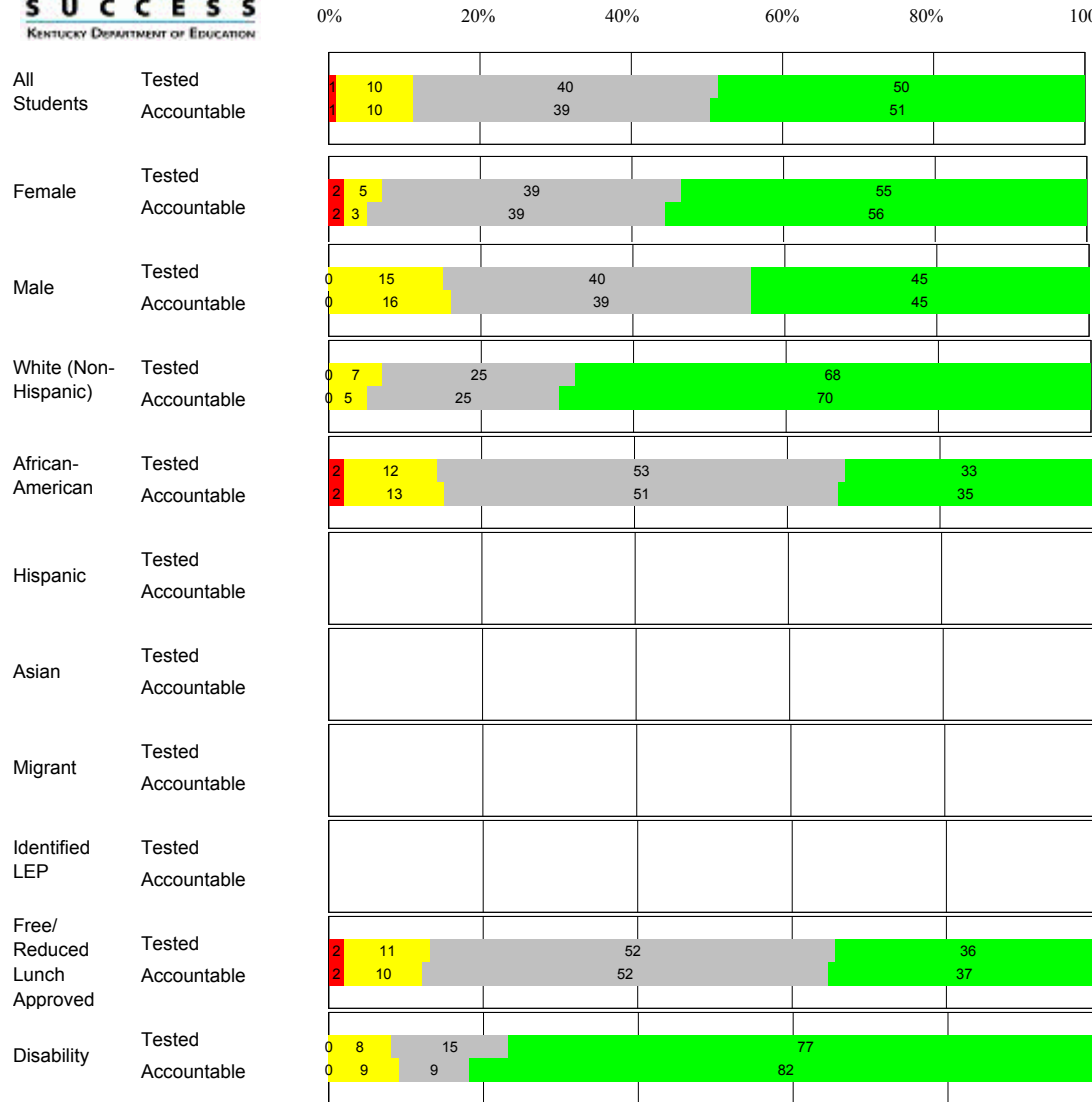 SUCCESS
KENTUCKY DEPARTMENT OF EDUCATION
0% 20% 40% 60% 80% 100
All Students
Tested 1 10 40 50
Accountable 1 10 39 51
Female
Tested 2 5 39 55
Accountable 2 3 39 56
Male
Tested 0 15 40 45
Accountable 0 16 39 45
White (Non-
Hispanic)
Tested 0 7 25 68
Accountable 0 5 25 70
African-
American
Tested 2 12 53 33
Accountable 2 13 51 35
Hispanic
Tested
Accountable
Asian
Tested
Accountable
Migrant
Tested
Accountable
Identified
LEP
Tested
Accountable
Free/
Reduced
Lunch
Approved
Tested 2 11 52 36
Accountable 2 10 52 37
Disability
Tested 0 8 15 77
Accountable 0 9 9 82